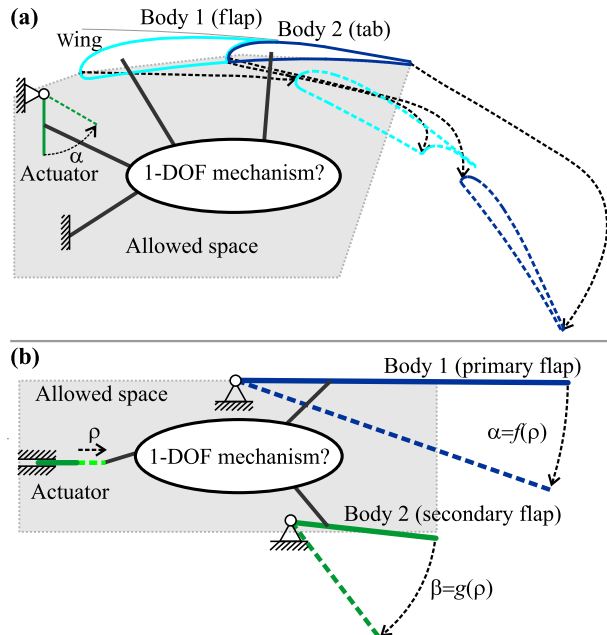 (a)
Body 1 (flap)
Body 2 (tab)
Wing
α
Actuator
1-DOF mechanism?
Allowed space
(b)
Body 1 (primary flap)
Allowed space
α=f(ρ)
ρ
1-DOF mechanism?
Actuator
Body 2 (secondary flap)
β=g(ρ)